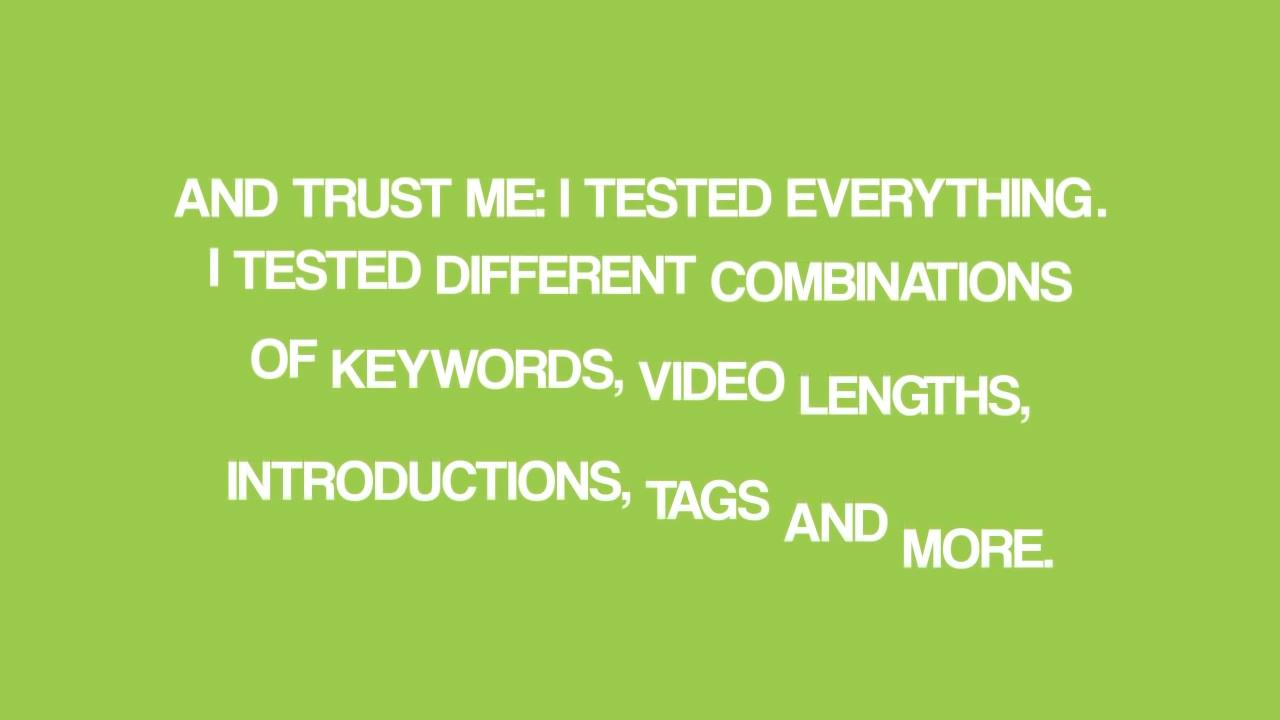 AND TRUST ME: I TESTED EVERYTHING.
I TESTED DIFFERENT COMBINATIONS
OF KEYWORDS, VIDEO LENGTHS,
INTRODUCTIONS, TAGS AND MORE.